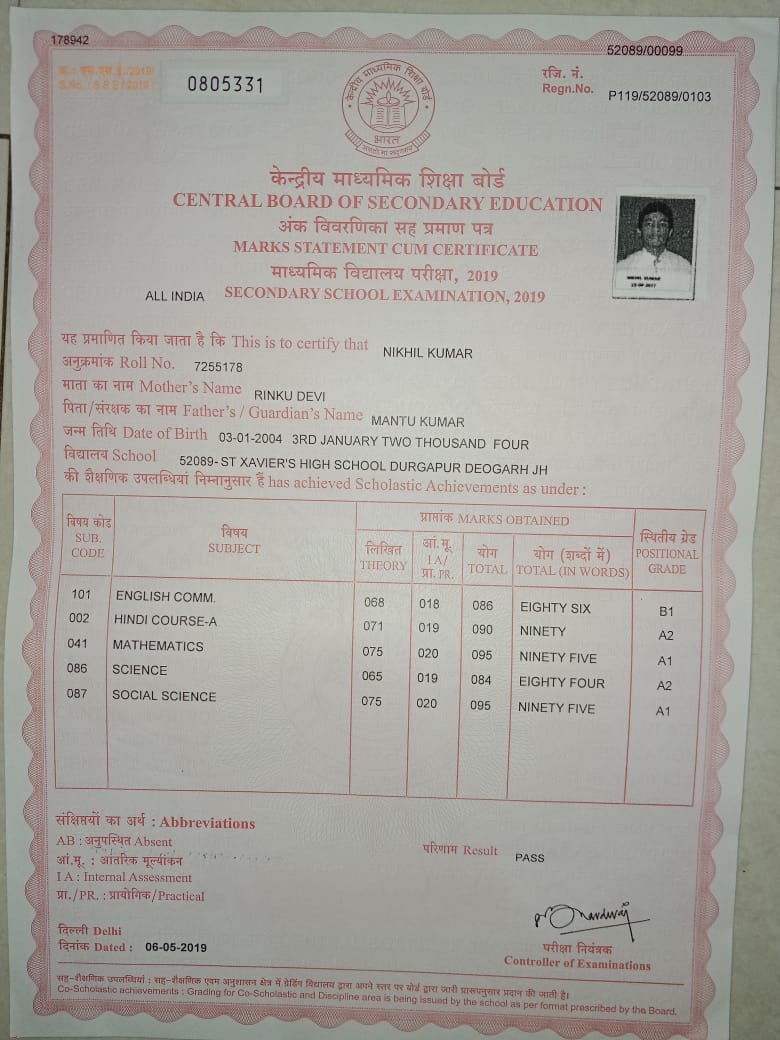 178942
52089/00099
क्र.: एस.एस.ई./2019/
S.No. : S S E / 2019 /
0805331
रजि. नं.
Regn.No. P119/52089/0103
केन्द्रीय माध्यमिक शिक्षा बोर्ड
भारत
केन्द्रीय माध्यमिक शिक्षा बोर्ड
CENTRAL BOARD OF SECONDARY EDUCATION
अंक विवरणिका सह प्रमाण पत्र
MARKS STATEMENT CUM CERTIFICATE
माध्यमिक विद्यालय परीक्षा, 2019
ALL INDIA SECONDARY SCHOOL EXAMINATION, 2019
NIKHIL KUMAR
यह प्रमाणित किया जाता है कि This is to certify that NIKHIL KUMAR
अनुक्रमांक Roll No. 7255178
माता का नाम Mother's Name RINKU DEVI
पिता/संरक्षक का नाम Father's / Guardian's Name MANTU KUMAR
जन्म तिथि Date of Birth 03-01-2004 3RD JANUARY TWO THOUSAND FOUR
विद्यालय School 52089- ST XAVIER'S HIGH SCHOOL DURGAPUR DEOGARH JH
की शैक्षणिक उपलब्धियां निम्नानुसार हैं has achieved Scholastic Achievements as under :
विषय कोड SUB. CODE
विषय SUBJECT
प्राप्तांक MARKS OBTAINED
लिखित THEORY
आं.मू. I A/ प्रा. PR.
योग TOTAL
योग (शब्दों में) TOTAL (IN WORDS)
स्थितीय ग्रेड POSITIONAL GRADE
101 ENGLISH COMM. 068 018 086 EIGHTY SIX B1
002 HINDI COURSE-A 071 019 090 NINETY A2
041 MATHEMATICS 075 020 095 NINETY FIVE A1
086 SCIENCE 065 019 084 EIGHTY FOUR A2
087 SOCIAL SCIENCE 075 020 095 NINETY FIVE A1
संक्षिप्तियों का अर्थ : Abbreviations
AB : अनुपस्थित Absent
आं.मू. : आंतरिक मूल्यांकन
I A : Internal Assessment
प्रा./PR. : प्रायोगिक/Practical
परिणाम Result PASS
दिल्ली Delhi
दिनांक Dated : 06-05-2019
परीक्षा नियंत्रक
Controller of Examinations
सह-शैक्षणिक उपलब्धियां : सह-शैक्षणिक एवम अनुशासन क्षेत्र में ग्रेडिंग विद्यालय द्वारा अपने स्तर पर बोर्ड द्वारा जारी प्रारूपनुसार प्रदान की जाती है।
Co-Scholastic achievements : Grading for Co-Scholastic and Discipline area is being issued by the school as per format prescribed by the Board.